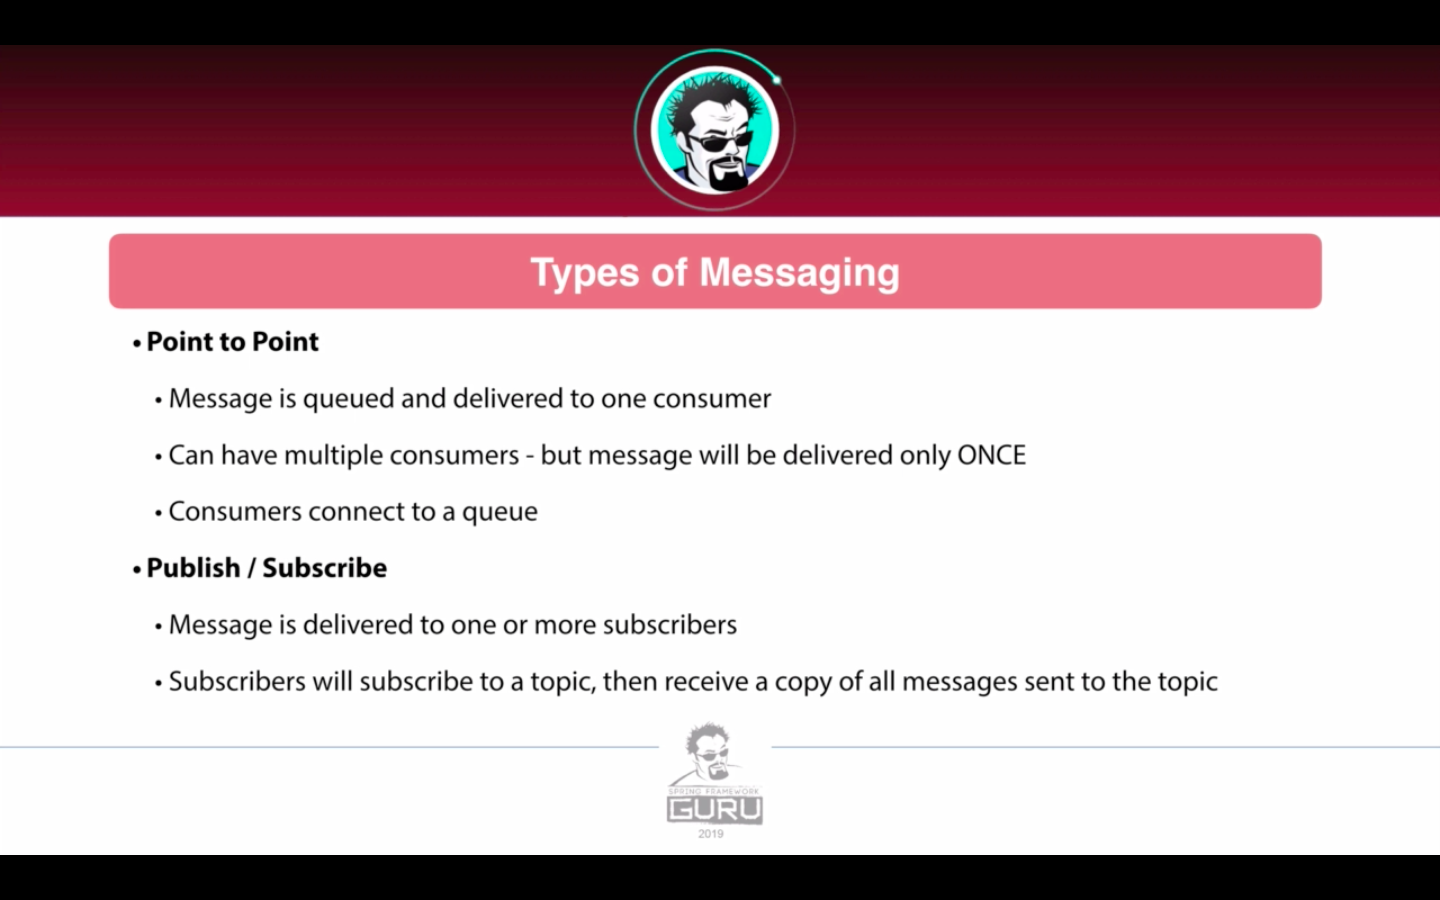 Types of Messaging
• Point to Point
• Message is queued and delivered to one consumer
• Can have multiple consumers - but message will be delivered only ONCE
• Consumers connect to a queue
• Publish / Subscribe
• Message is delivered to one or more subscribers
• Subscribers will subscribe to a topic, then receive a copy of all messages sent to the topic
SPRING FRAMEWORK
GURU
2019